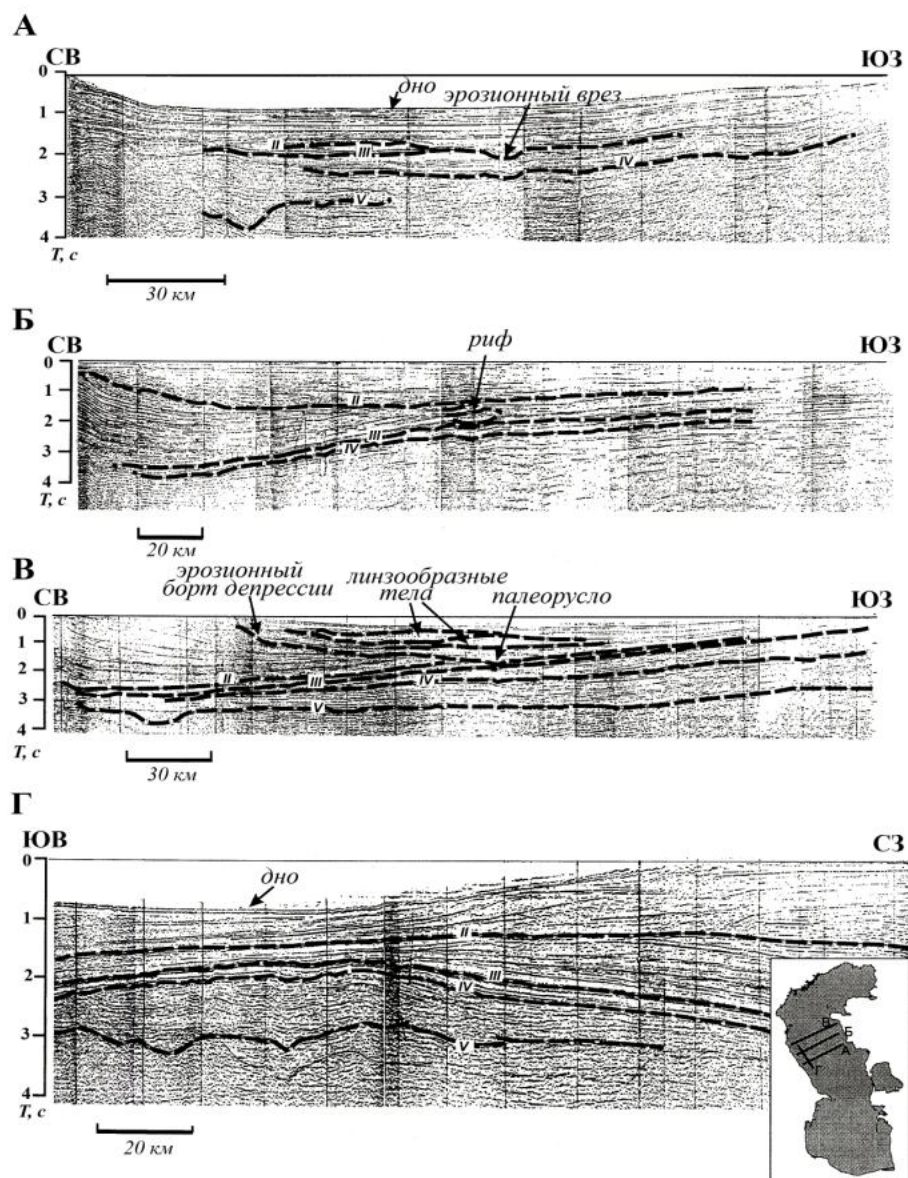 А
СВ
ЮЗ
0
дно
эрозионный врез
1
II
2
III
IV
3
V
4
Т, с
30 км
Б
СВ
риф
ЮЗ
0
1
II
2
III
3
IV
4
Т, с
20 км
В
эрозионный
борт депрессии
линзообразные
тела
палеорусло
СВ
ЮЗ
0
1
2
II
III
IV
3
V
4
Т, с
30 км
Г
ЮВ
СЗ
0
дно
1
II
2
III
IV
3
V
4
Т, с
20 км
В
Б
А
Г